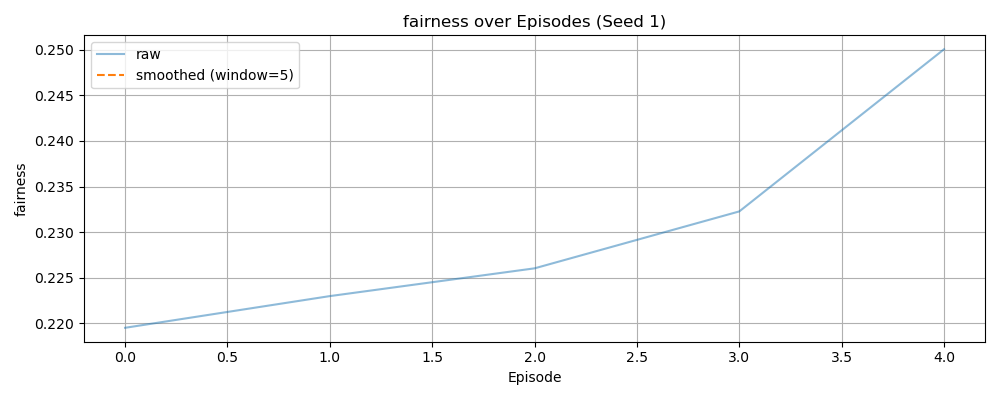 fairness over Episodes (Seed 1)
raw
smoothed (window=5)
0.250
0.245
0.240
0.235
0.230
0.225
0.220
fairness
0.0 0.5 1.0 1.5 2.0 2.5 3.0 3.5 4.0
Episode